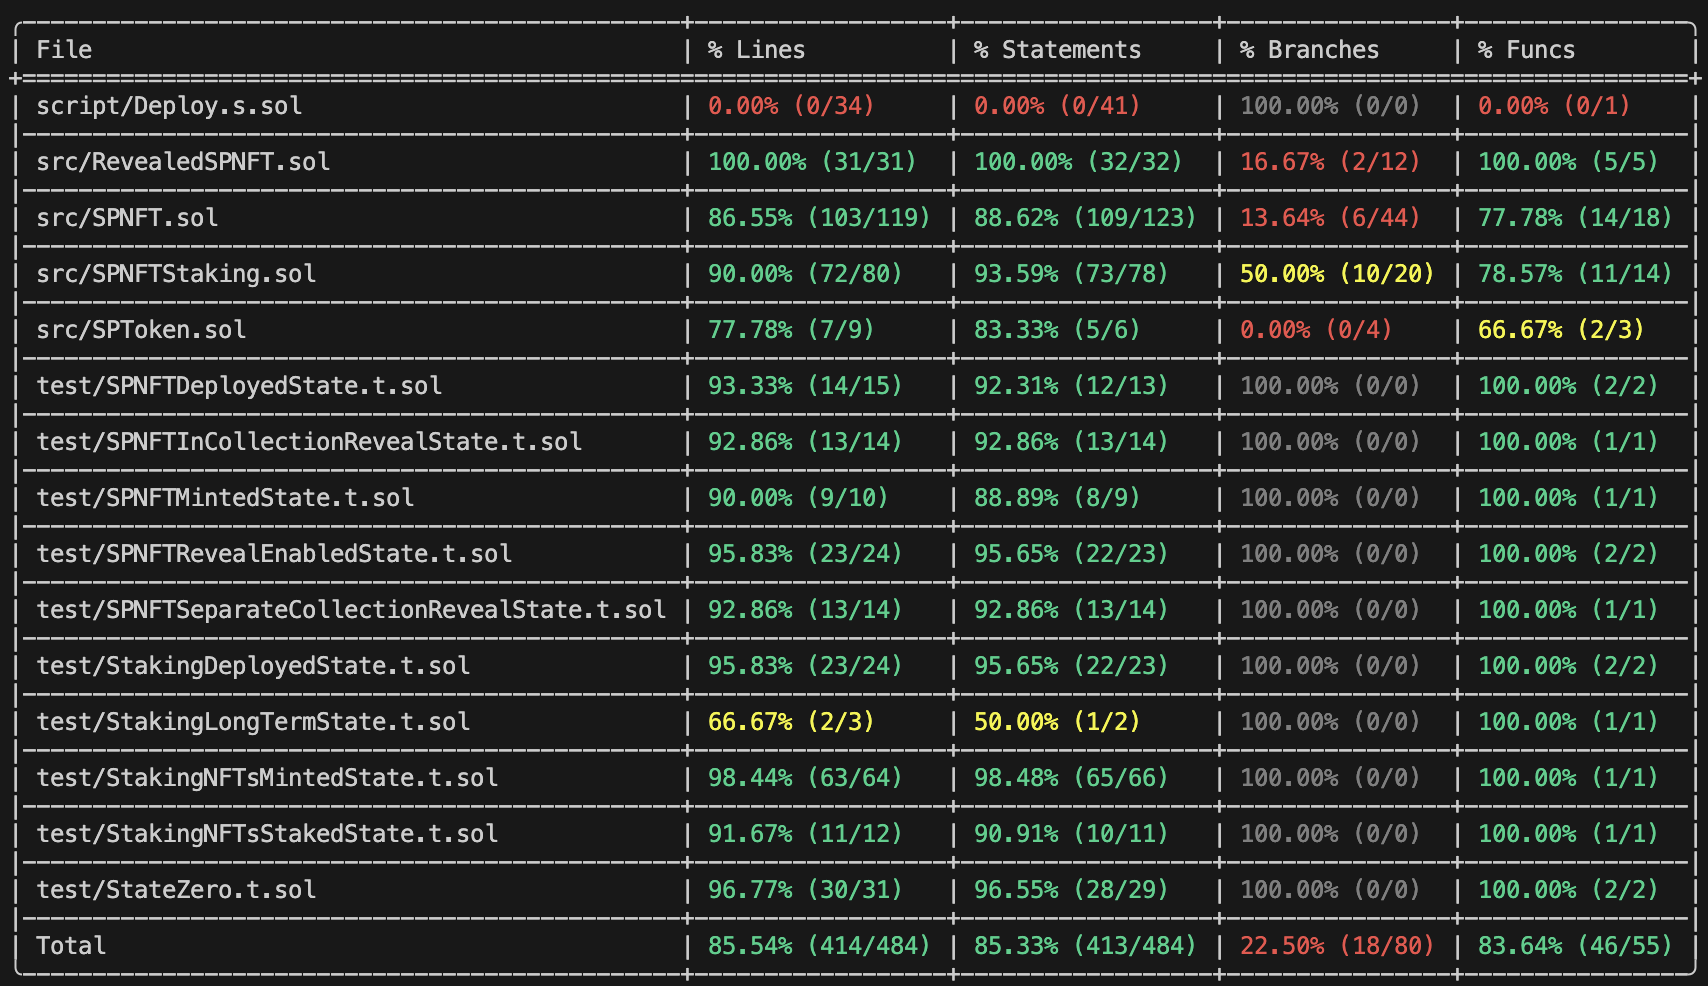 File | % Lines | % Statements | % Branches | % Funcs
script/Deploy.s.sol | 0.00% (0/34) | 0.00% (0/41) | 100.00% (0/0) | 0.00% (0/1)
src/RevealedSPNFT.sol | 100.00% (31/31) | 100.00% (32/32) | 16.67% (2/12) | 100.00% (5/5)
src/SPNFT.sol | 86.55% (103/119) | 88.62% (109/123) | 13.64% (6/44) | 77.78% (14/18)
src/SPNFTStaking.sol | 90.00% (72/80) | 93.59% (73/78) | 50.00% (10/20) | 78.57% (11/14)
src/SPToken.sol | 77.78% (7/9) | 83.33% (5/6) | 0.00% (0/4) | 66.67% (2/3)
test/SPNFTDeployedState.t.sol | 93.33% (14/15) | 92.31% (12/13) | 100.00% (0/0) | 100.00% (2/2)
test/SPNFTInCollectionRevealState.t.sol | 92.86% (13/14) | 92.86% (13/14) | 100.00% (0/0) | 100.00% (1/1)
test/SPNFTMintedState.t.sol | 90.00% (9/10) | 88.89% (8/9) | 100.00% (0/0) | 100.00% (1/1)
test/SPNFTRevealEnabledState.t.sol | 95.83% (23/24) | 95.65% (22/23) | 100.00% (0/0) | 100.00% (2/2)
test/SPNFTSeparateCollectionRevealState.t.sol | 92.86% (13/14) | 92.86% (13/14) | 100.00% (0/0) | 100.00% (1/1)
test/StakingDeployedState.t.sol | 95.83% (23/24) | 95.65% (22/23) | 100.00% (0/0) | 100.00% (2/2)
test/StakingLongTermState.t.sol | 66.67% (2/3) | 50.00% (1/2) | 100.00% (0/0) | 100.00% (1/1)
test/StakingNFTsMintedState.t.sol | 98.44% (63/64) | 98.48% (65/66) | 100.00% (0/0) | 100.00% (1/1)
test/StakingNFTsStakedState.t.sol | 91.67% (11/12) | 90.91% (10/11) | 100.00% (0/0) | 100.00% (1/1)
test/StateZero.t.sol | 96.77% (30/31) | 96.55% (28/29) | 100.00% (0/0) | 100.00% (2/2)
Total | 85.54% (414/484) | 85.33% (413/484) | 22.50% (18/80) | 83.64% (46/55)